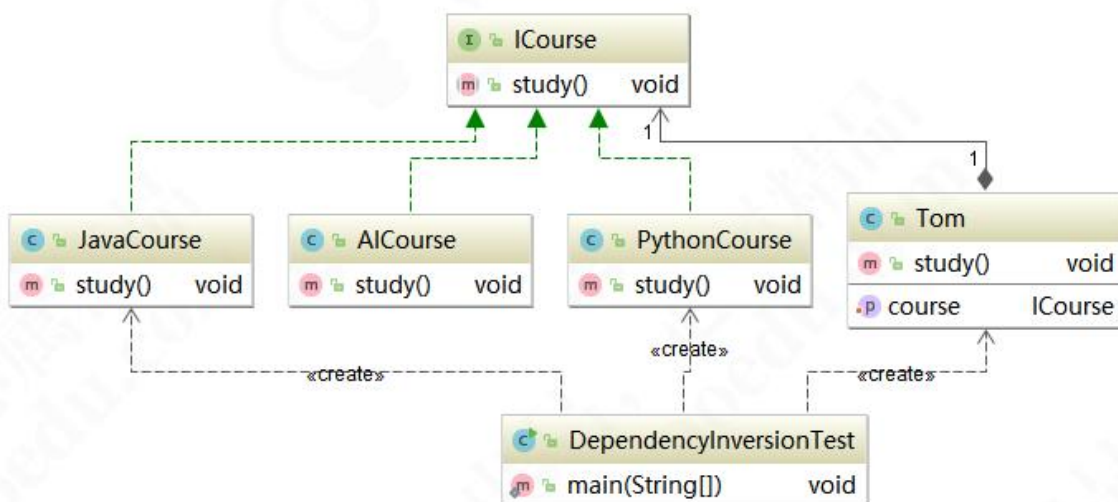 ICourse
study() void
1
1
JavaCourse
study() void
AICourse
study() void
PythonCourse
study() void
Tom
study() void
course ICourse
«create»
«create»
«create»
DependencyInversionTest
main(String[]) void